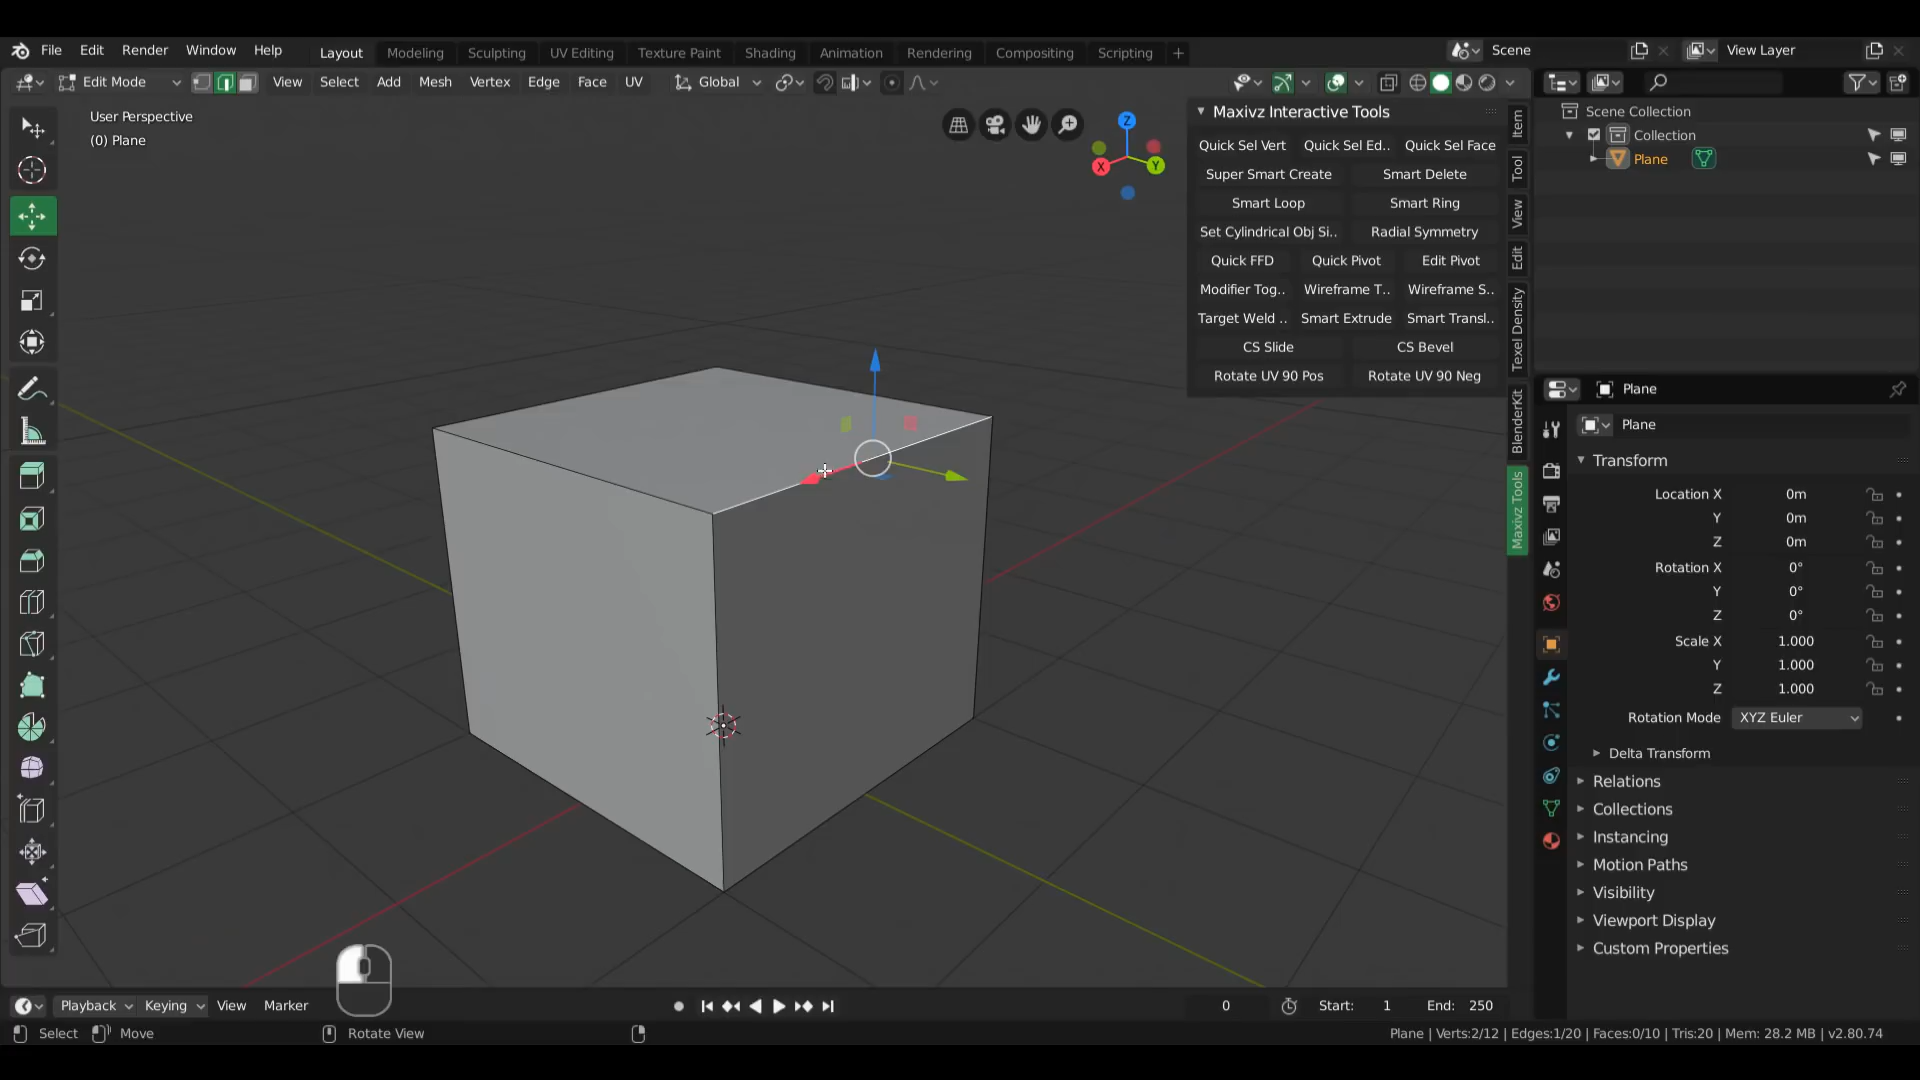 File Edit Render Window Help Layout Modeling Sculpting UV Editing Texture Paint Shading Animation Rendering Compositing Scripting + Scene View Layer
Edit Mode View Select Add Mesh Vertex Edge Face UV Global
User Perspective
(0) Plane
Z
X
Y
Maxivz Interactive Tools
Quick Sel Vert Quick Sel Ed.. Quick Sel Face
Super Smart Create Smart Delete
Smart Loop Smart Ring
Set Cylindrical Obj Si.. Radial Symmetry
Quick FFD Quick Pivot Edit Pivot
Modifier Tog.. Wireframe T.. Wireframe S..
Target Weld .. Smart Extrude Smart Transl..
CS Slide CS Bevel
Rotate UV 90 Pos Rotate UV 90 Neg
Item
Tool
View
Edit
Texel Density
BlenderKit
Maxivz Tools
Scene Collection
Collection
Plane
Plane
Plane
Transform
Location X 0m
Y 0m
Z 0m
Rotation X 0°
Y 0°
Z 0°
Scale X 1.000
Y 1.000
Z 1.000
Rotation Mode XYZ Euler
Delta Transform
Relations
Collections
Instancing
Motion Paths
Visibility
Viewport Display
Custom Properties
Playback Keying View Marker 0 Start: 1 End: 250
Select Move Rotate View Plane | Verts:2/12 | Edges:1/20 | Faces:0/10 | Tris:20 | Mem: 28.2 MB | v2.80.74